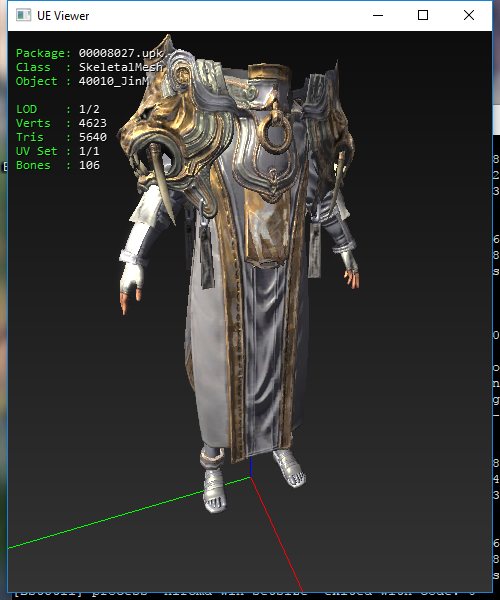 UE Viewer
Package: 00008027.upk
Class  : SkeletalMesh
Object : 40010_JinM
LOD    : 1/2
Verts  : 4623
Tris   : 5640
UV Set : 1/1
Bones  : 106